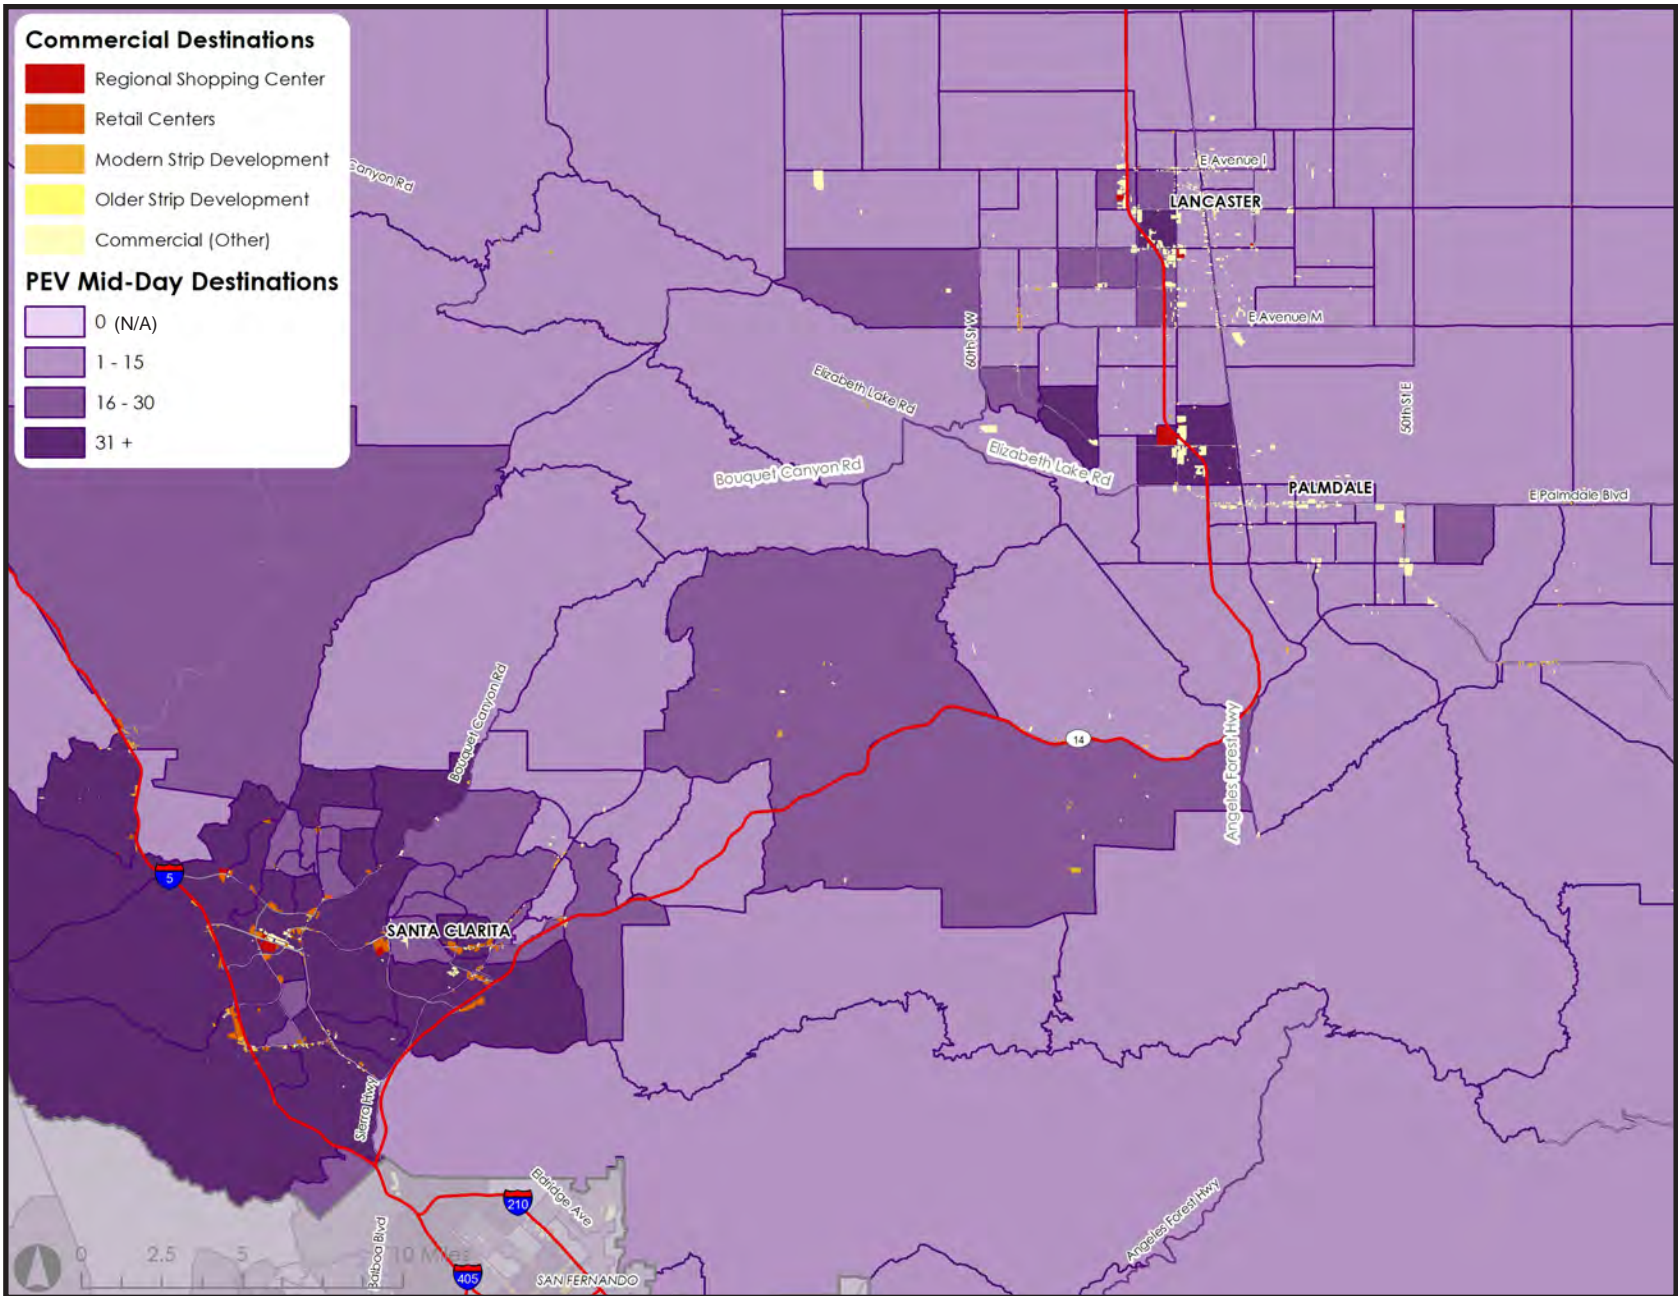 Commercial Destinations
Regional Shopping Center
Retail Centers
Modern Strip Development
Older Strip Development
Commercial (Other)
PEV Mid-Day Destinations
0 (N/A)
1 - 15
16 - 30
31 +
Canyon Rd
E Avenue I
LANCASTER
E Avenue M
60th St W
Elizabeth Lake Rd
50th St E
Bouquet Canyon Rd
Elizabeth Lake Rd
PALMDALE
E Palmdale Blvd
Bouquet Canyon Rd
Angeles Forest Hwy
14
5
SANTA CLARITA
Sierra Hwy
Eldridge Ave
210
Balboa Blvd
Angeles Forest Hwy
0 2.5 5 10 Miles
405
SAN FERNANDO